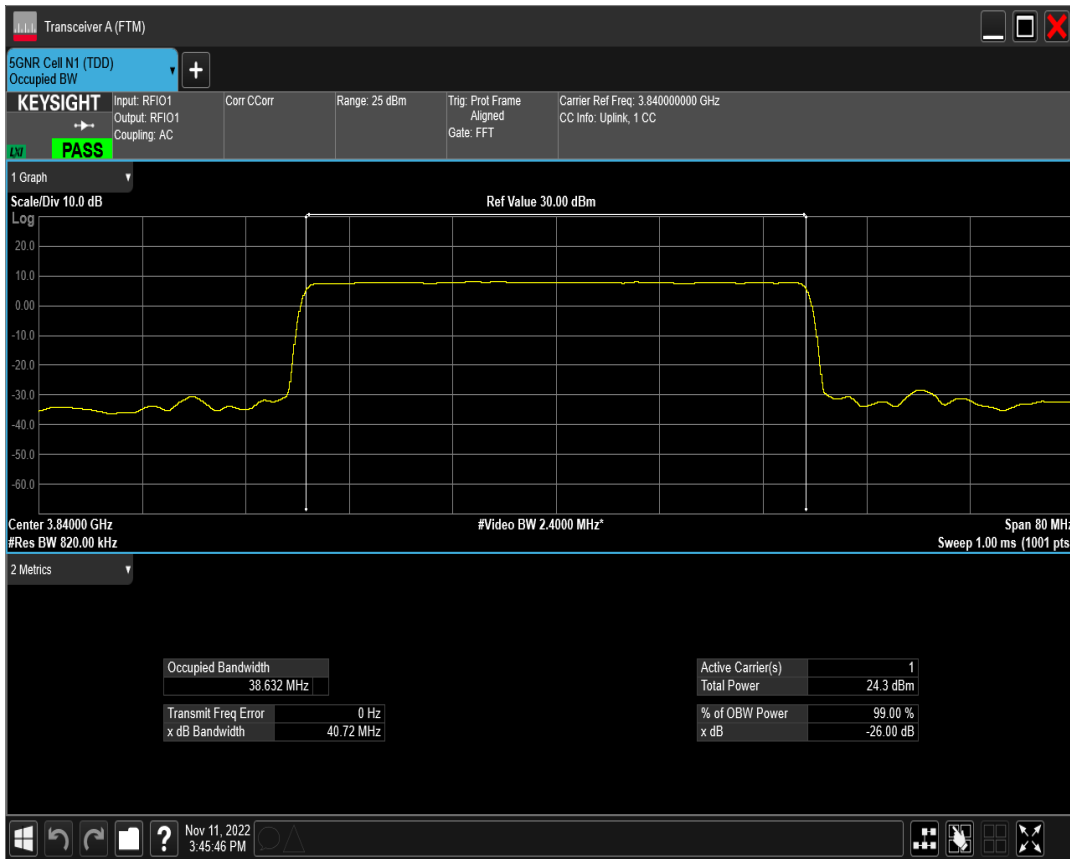 Transceiver A (FTM)
5GNR Cell N1 (TDD)
Occupied BW
+
KEYSIGHT
LXI
PASS
Input: RFIO1
Output: RFIO1
Coupling: AC
Corr CCorr
Range: 25 dBm
Trig: Prot Frame
Aligned
Gate: FFT
Carrier Ref Freq: 3.840000000 GHz
CC Info: Uplink, 1 CC
1 Graph
Scale/Div 10.0 dB
Ref Value 30.00 dBm
Log
20.0
10.0
0.00
-10.0
-20.0
-30.0
-40.0
-50.0
-60.0
Center 3.84000 GHz
#Video BW 2.4000 MHz*
Span 80 MHz
#Res BW 820.00 kHz
Sweep 1.00 ms (1001 pts
2 Metrics
Occupied Bandwidth
38.632 MHz
Transmit Freq Error 0 Hz
x dB Bandwidth 40.72 MHz
Active Carrier(s) 1
Total Power 24.3 dBm
% of OBW Power 99.00 %
x dB -26.00 dB
?
Nov 11, 2022
3:45:46 PM